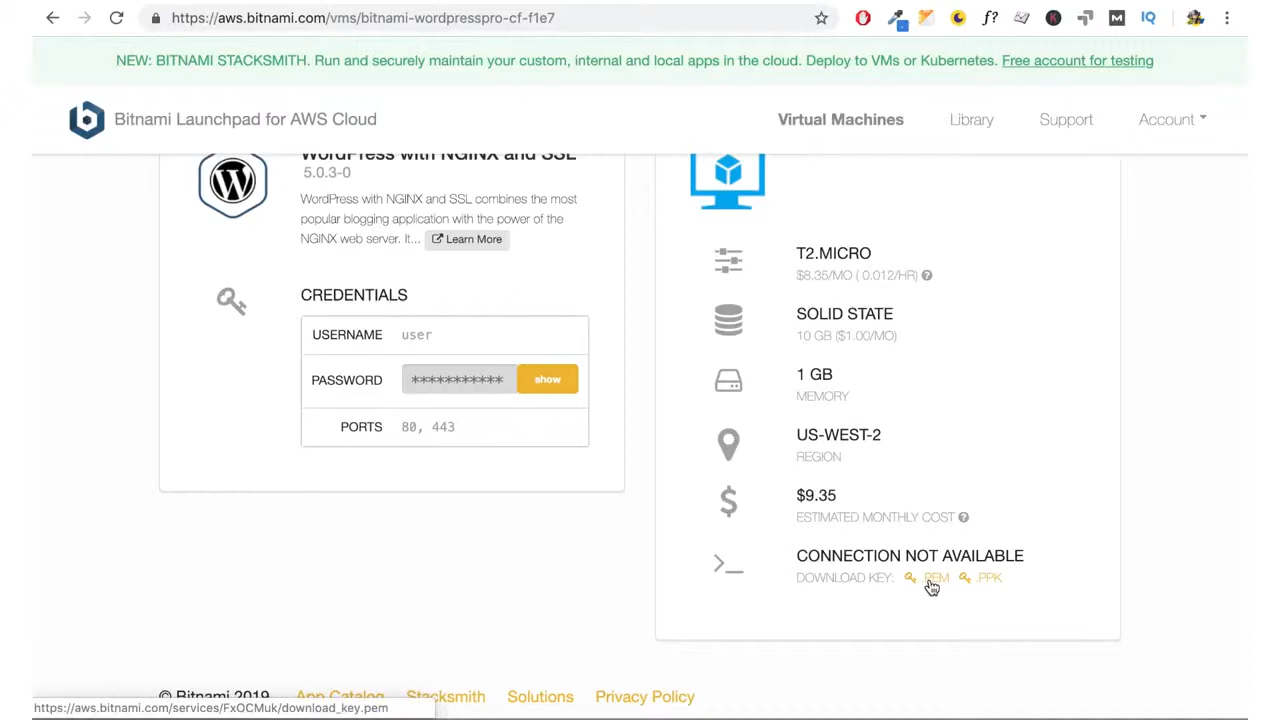 https://aws.bitnami.com/vms/bitnami-wordpresspro-cf-f1e7
f?
K
M
IQ
NEW: BITNAMI STACKSMITH. Run and securely maintain your custom, internal and local apps in the cloud. Deploy to VMs or Kubernetes. Free account for testing
b
Bitnami Launchpad for AWS Cloud
Virtual Machines
Library
Support
Account
WordPress with NGINX and SSL
5.0.3-0
WordPress with NGINX and SSL combines the most
popular blogging application with the power of the
NGINX web server. It... Learn More
CREDENTIALS
USERNAME user
PASSWORD *********** show
PORTS 80, 443
T2.MICRO
$8.35/MO ( 0.012/HR) ?
SOLID STATE
10 GB ($1.00/MO)
1 GB
MEMORY
US-WEST-2
REGION
$9.35
ESTIMATED MONTHLY COST ?
CONNECTION NOT AVAILABLE
DOWNLOAD KEY: .PEM .PPK
© Bitnami 2019 App Catalog Stacksmith Solutions Privacy Policy
https://aws.bitnami.com/services/FxOCMuk/download_key.pem